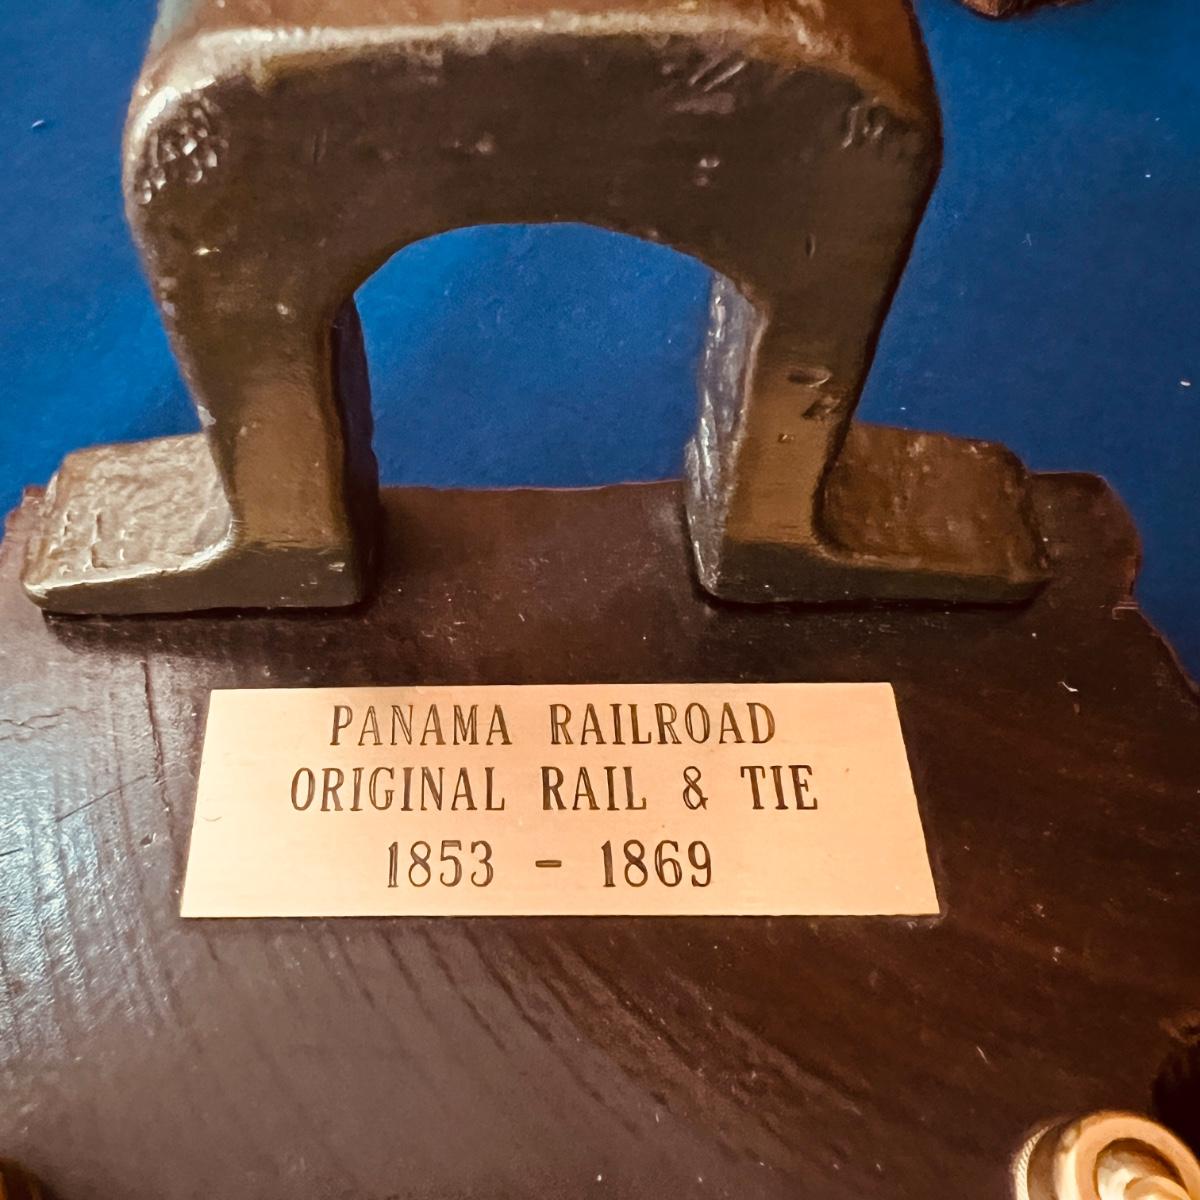 PANAMA RAILROAD
ORIGINAL RAIL & TIE
1853 - 1869